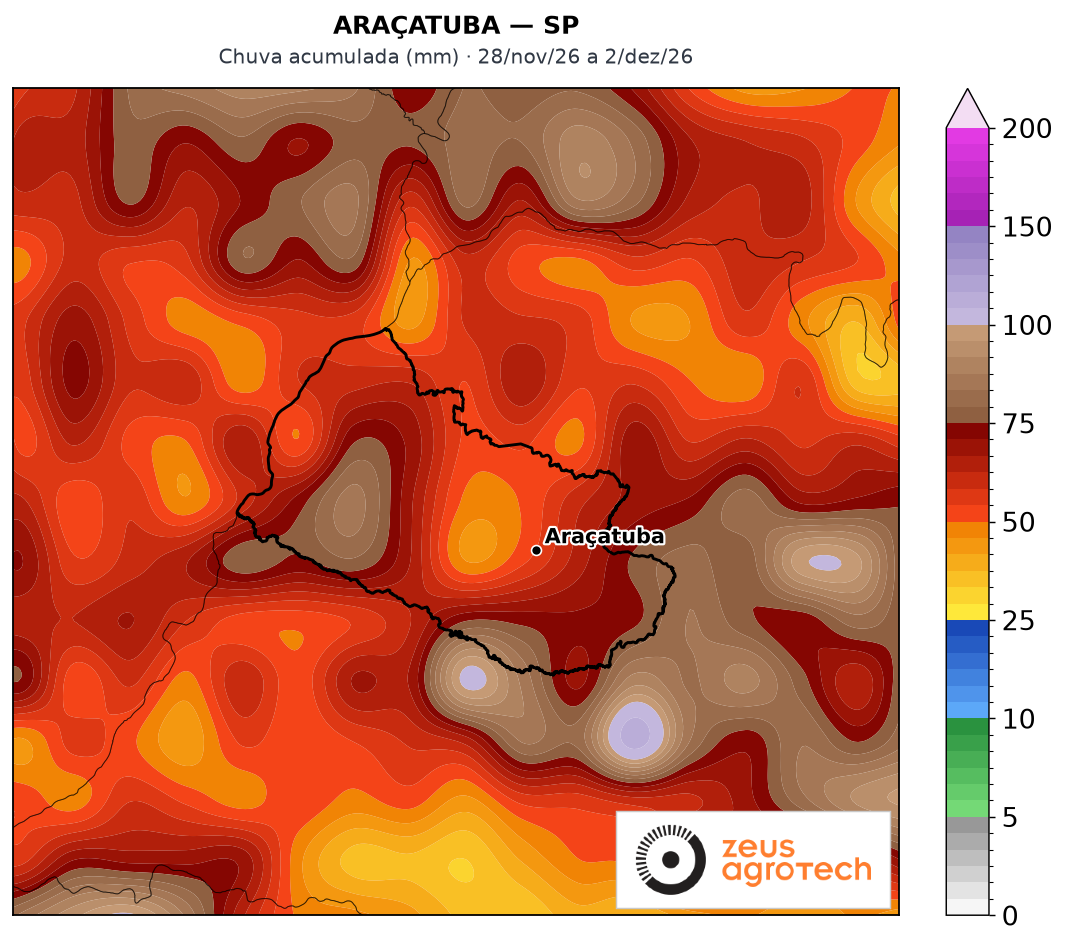 ARAÇATUBA — SP
Chuva acumulada (mm) · 28/nov/26 a 2/dez/26
200
150
100
75
50
25
10
5
0
Araçatuba
zeus
agrotech